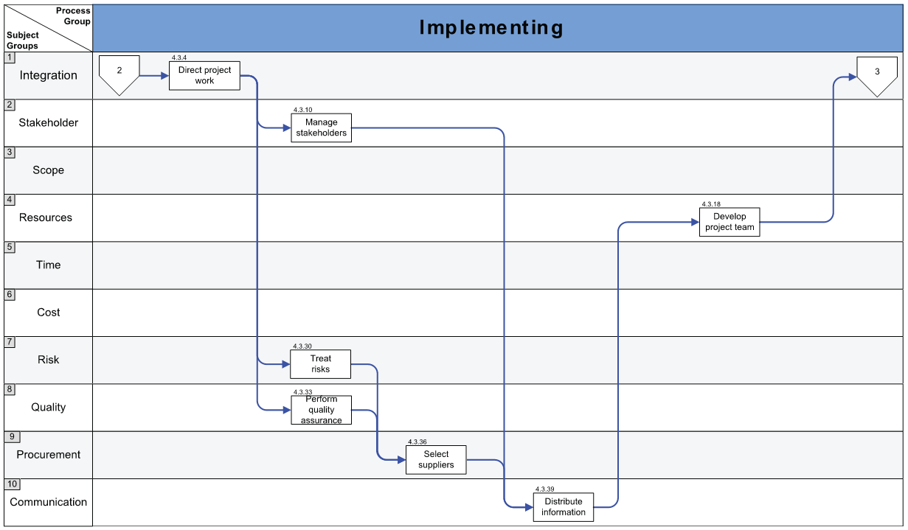 Process
Group
Subject
Groups
Implementing
1
Integration
2
4.3.4
Direct project
work
3
2
Stakeholder
4.3.10
Manage
stakeholders
3
Scope
4
Resources
4.3.18
Develop
project team
5
Time
6
Cost
7
Risk
4.3.30
Treat
risks
8
Quality
4.3.33
Perform
quality
assurance
9
Procurement
4.3.36
Select
suppliers
10
Communication
4.3.39
Distribute
information